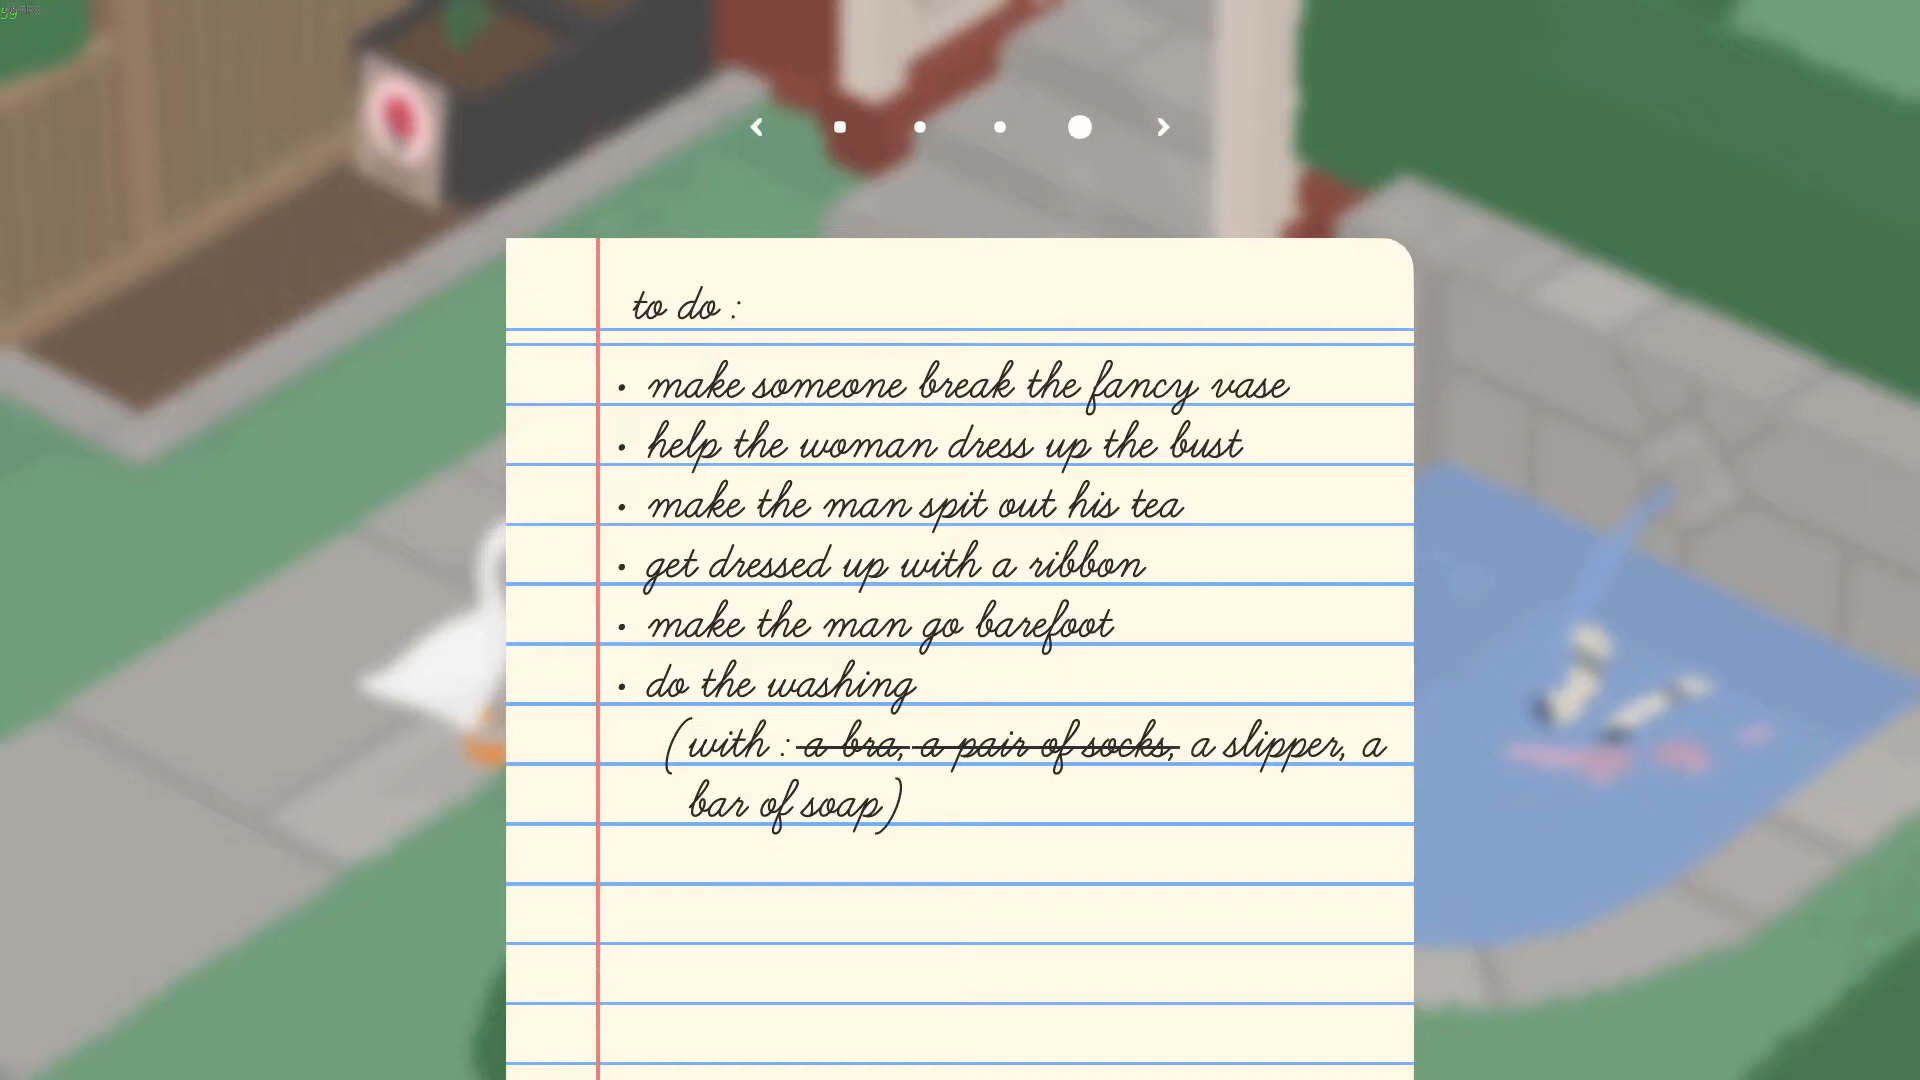 to do :
• make someone break the fancy vase
• help the woman dress up the bust
• make the man spit out his tea
• get dressed up with a ribbon
• make the man go barefoot
• do the washing
(with : a bra, a pair of socks, a slipper, a
bar of soap)